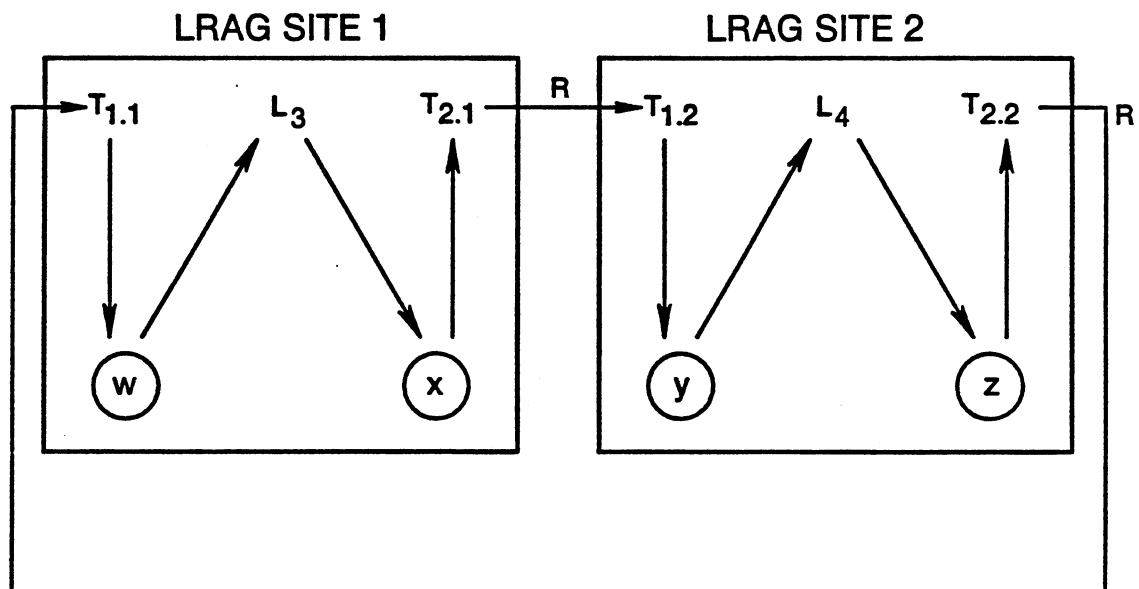 LRAG SITE 1
LRAG SITE 2
T1.1 L3 T2.1 R T1.2 L4 T2.2 R
w x y z